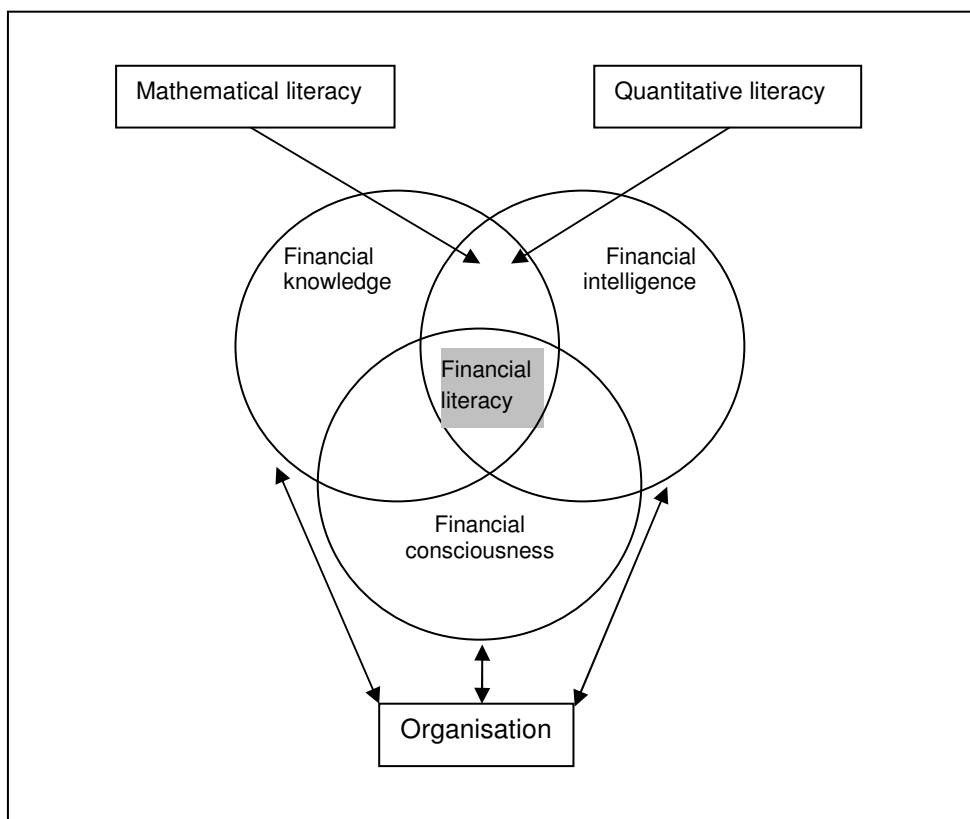 Mathematical literacy
Quantitative literacy
Financial
knowledge
Financial
intelligence
Financial
literacy
Financial
consciousness
Organisation